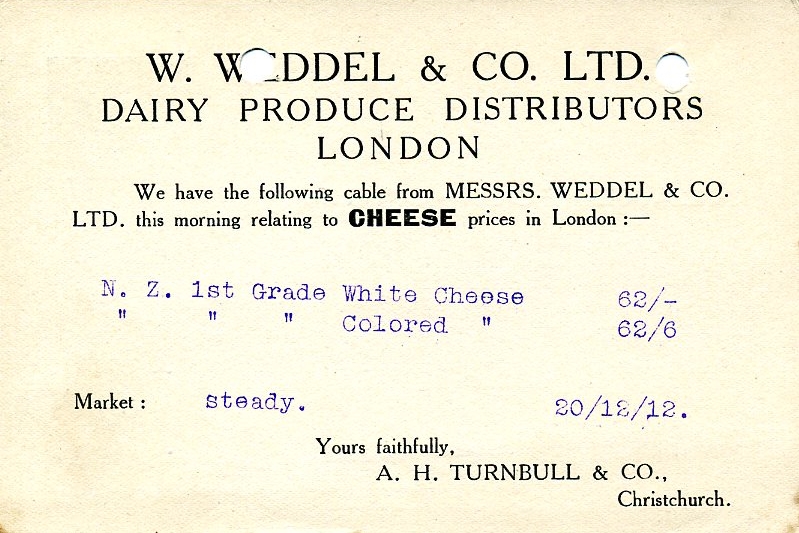 W. WEDDEL & CO. LTD.
DAIRY PRODUCE DISTRIBUTORS
LONDON
We have the following cable from MESSRS. WEDDEL & CO.
LTD. this morning relating to CHEESE prices in London :—
N. Z. 1st Grade White Cheese 62/-
" " " Colored " 62/6
Market : steady. 20/12/12.
Yours faithfully,
A. H. TURNBULL & CO.,
Christchurch.